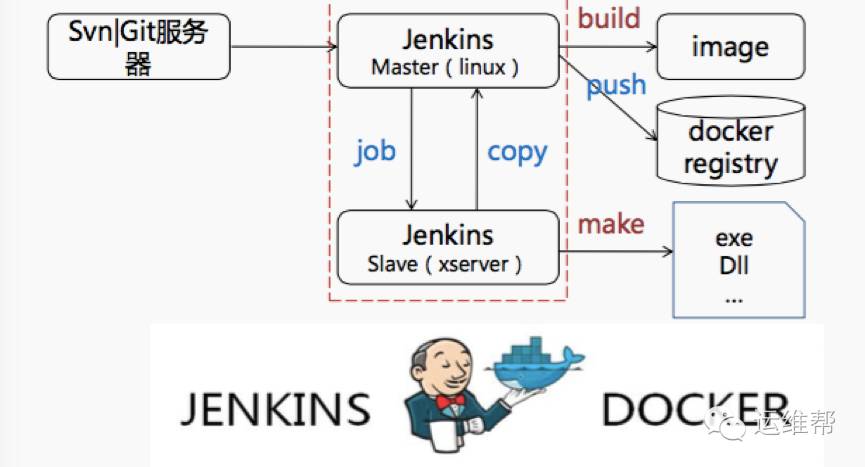 Svn|Git服务
器
Jenkins
Master（linux）
build
image
push
docker
registry
job
copy
Jenkins
Slave（xserver）
make
exe
Dll
...
JENKINS
DOCKER
运维帮